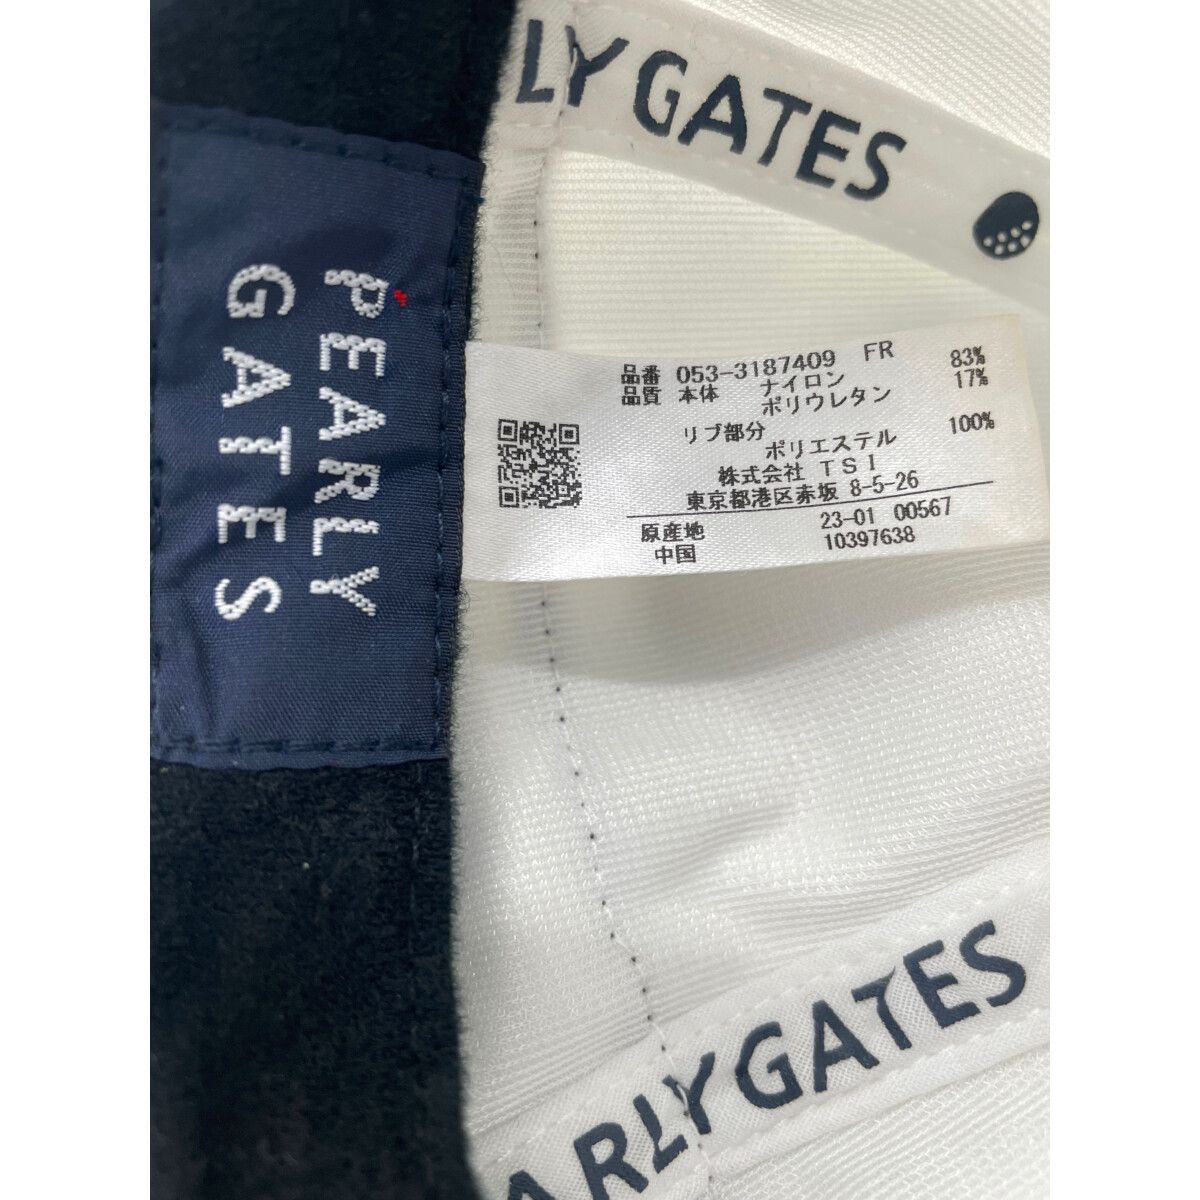 LY GATES
PEARLY
GATES
品番 053-3187409 FR
品質 本体 ナイロン 83%
ポリウレタン 17%
リブ部分
ポリエステル 100%
株式会社 TSI
東京都港区赤坂 8-5-26
原産地 23-01 00567
中国 10397638
ARLY GATES